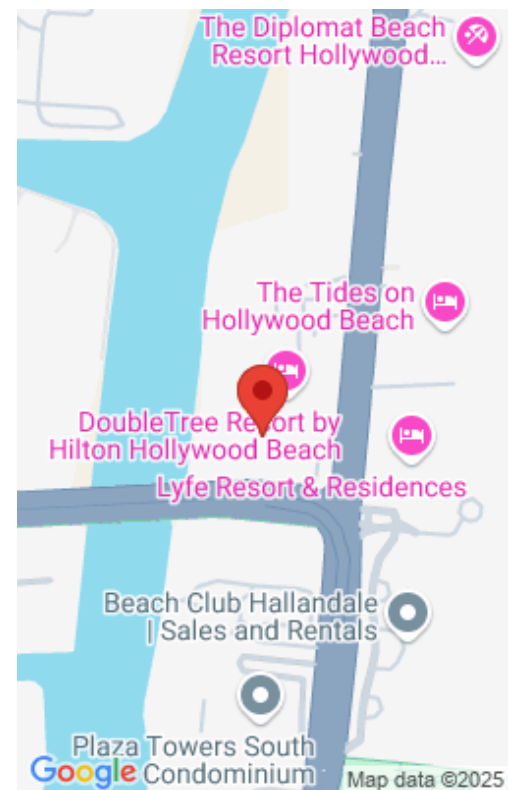 The Diplomat Beach
Resort Hollywood...
The Tides on
Hollywood Beach
DoubleTree Resort by
Hilton Hollywood Beach
Lyfe Resort & Residences
Beach Club Hallandale
| Sales and Rentals
Plaza Towers South
Condominium
Google
Map data ©2025